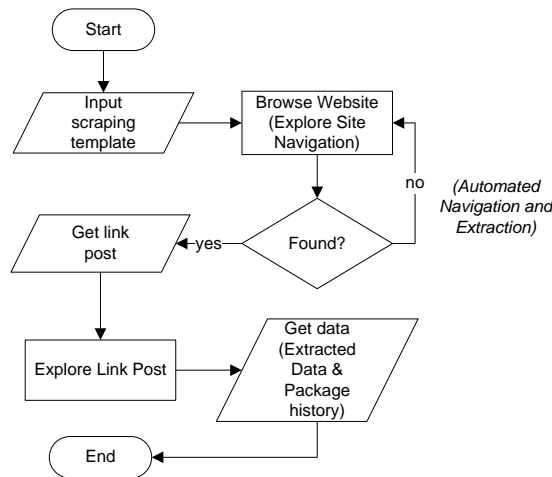 Start
Input
scraping
template
Browse Website
(Explore Site
Navigation)
no
(Automated
Navigation and
Extraction)
Found?
yes
Get link
post
Explore Link Post
Get data
(Extracted
Data &
Package
history)
End